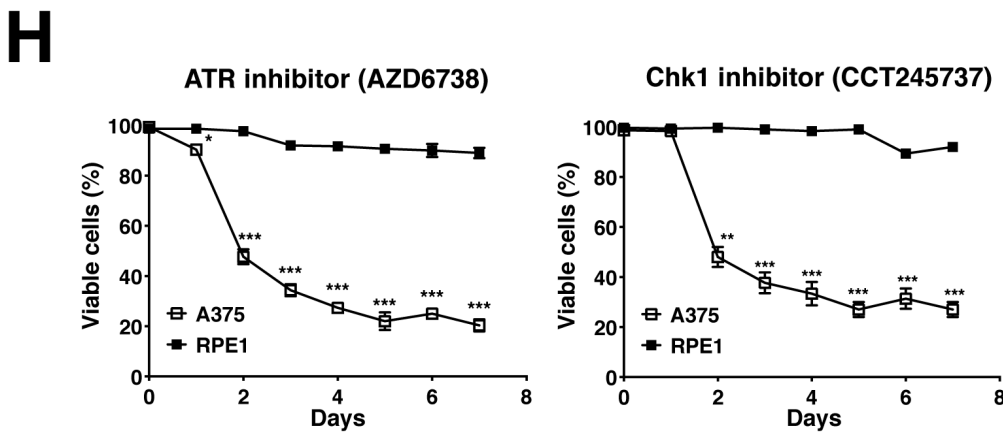 H
ATR inhibitor (AZD6738)
Viable cells (%)
100
80
60
40
20
0
*
***
***
***
***
***
***
A375
RPE1
0 2 4 6 8
Days
Chk1 inhibitor (CCT245737)
Viable cells (%)
100
80
60
40
20
0
**
***
***
***
***
***
A375
RPE1
0 2 4 6 8
Days